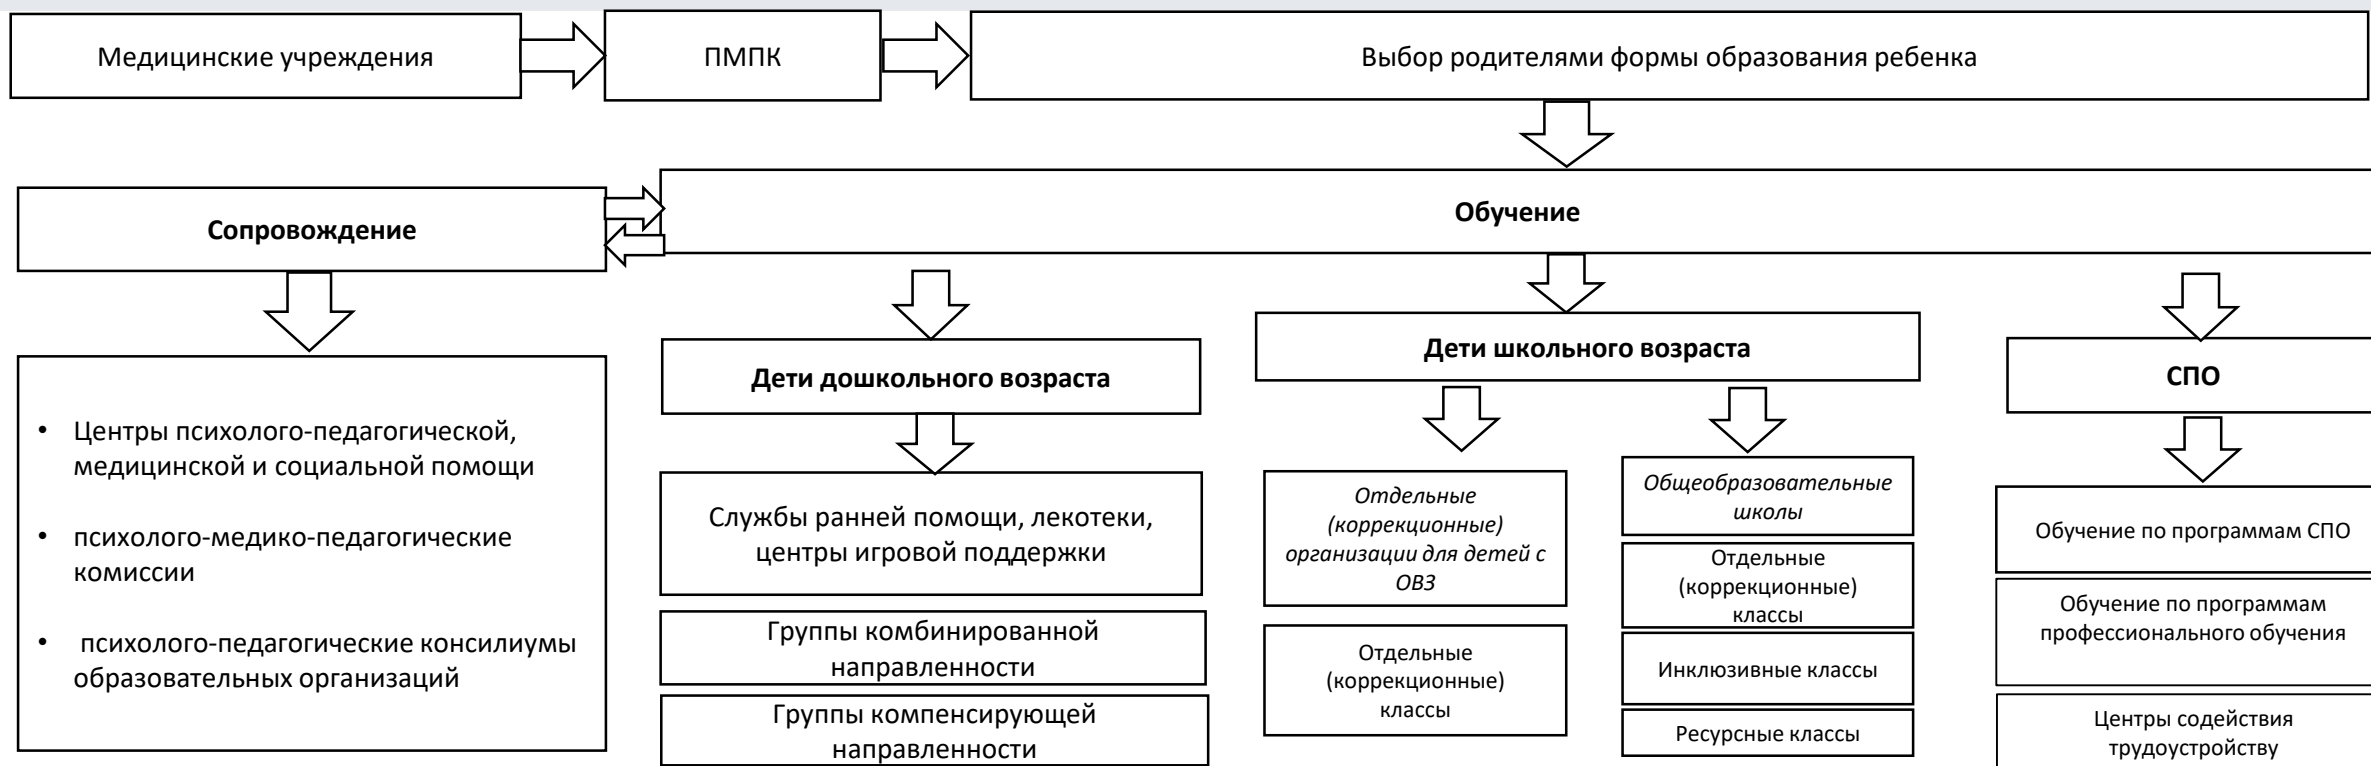 Медицинские учреждения
ПМПК
Выбор родителями формы образования ребенка
Сопровождение
Обучение
• Центры психолого-педагогической,
медицинской и социальной помощи
• психолого-медико-педагогические
комиссии
• психолого-педагогические консилиумы
образовательных организаций
Дети дошкольного возраста
Службы ранней помощи, лекотеки,
центры игровой поддержки
Группы комбинированной
направленности
Группы компенсирующей
направленности
Дети школьного возраста
Отдельные
(коррекционные)
организации для детей с
ОВЗ
Отдельные
(коррекционные)
классы
Общеобразовательные
школы
Отдельные
(коррекционные)
классы
Инклюзивные классы
Ресурсные классы
СПО
Обучение по программам СПО
Обучение по программам
профессионального обучения
Центры содействия
трудоустройству